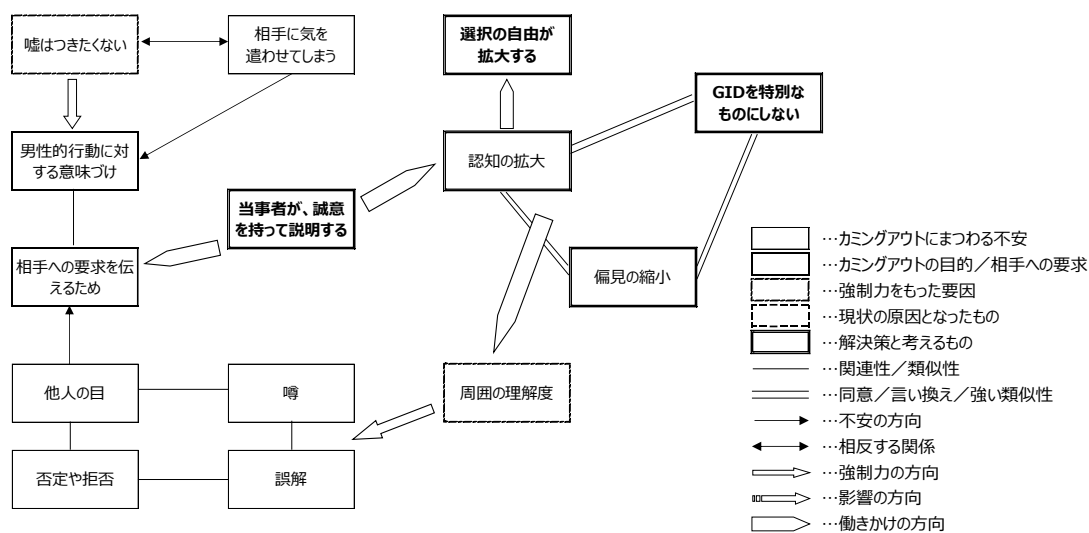 嘘はつきたくない
相手に気を
遣わせてしまう
選択の自由が
拡大する
GIDを特別な
ものにしない
男性的行動に対
する意味づけ
認知の拡大
当事者が、誠意
を持って説明する
相手への要求を伝
えるため
偏見の縮小
他人の目
噂
周囲の理解度
否定や拒否
誤解
…カミングアウトにまつわる不安
…カミングアウトの目的／相手への要求
…強制力をもった要因
…現状の原因となったもの
…解決策と考えるもの
…関連性／類似性
…同意／言い換え／強い類似性
…不安の方向
…相反する関係
…強制力の方向
…影響の方向
…働きかけの方向